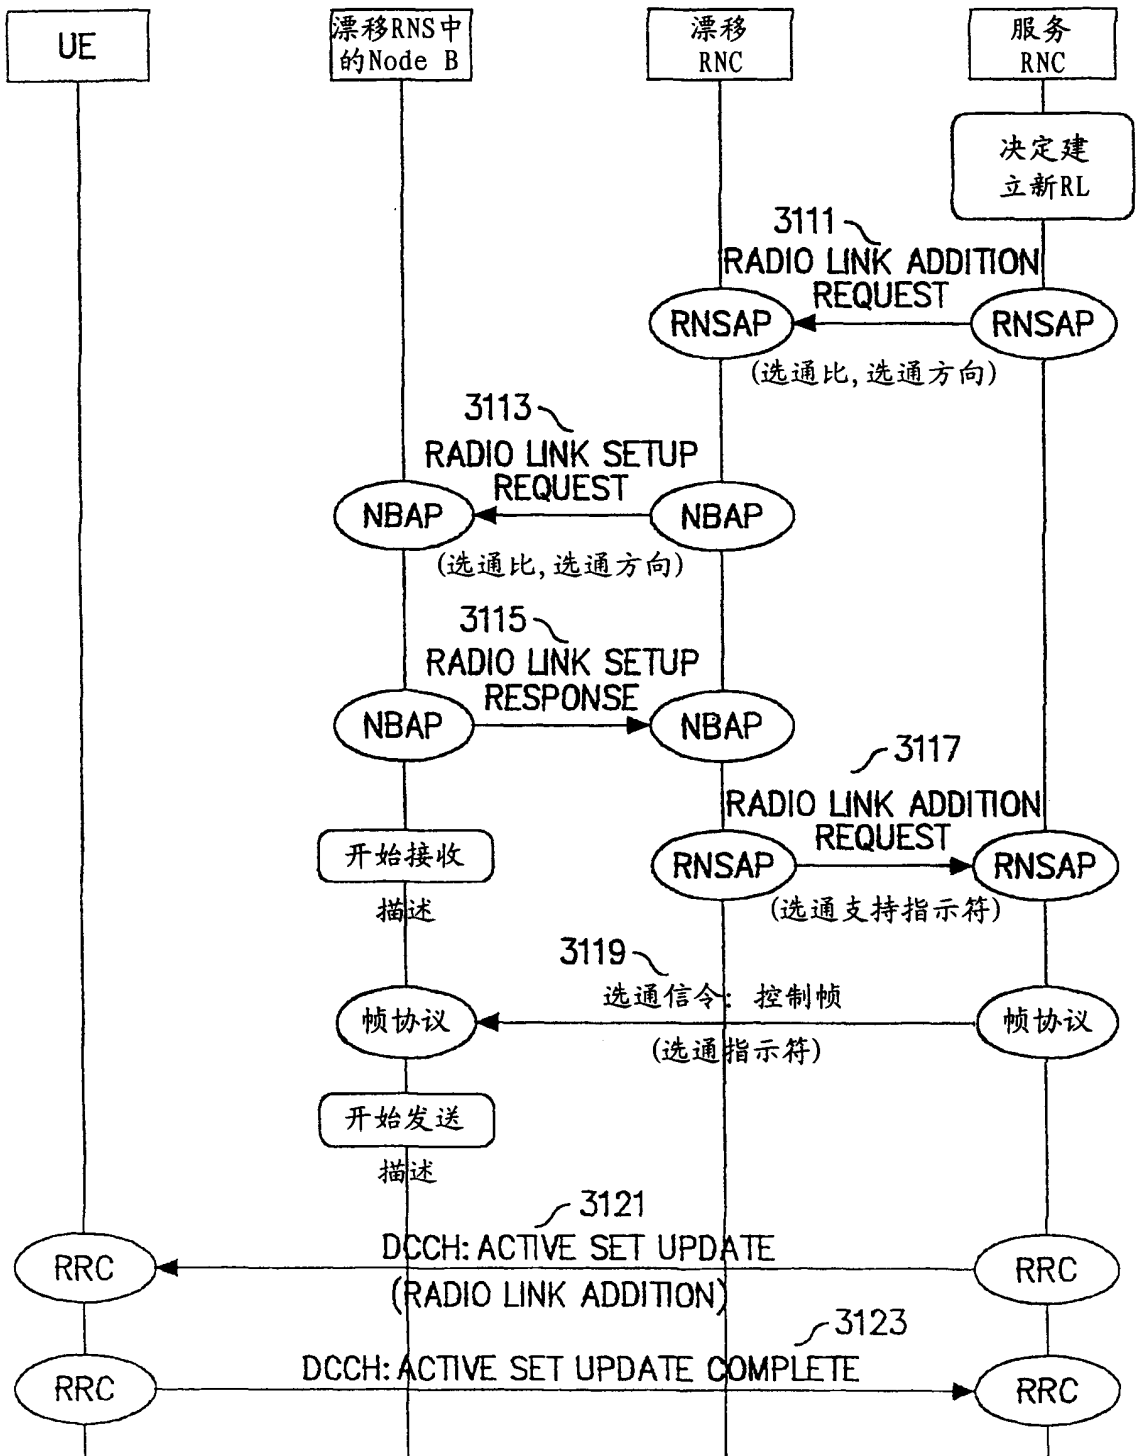 UE
漂移RNS中
的Node B
漂移
RNC
服务
RNC
决定建
立新RL
3111
RADIO LINK ADDITION
REQUEST
RNSAP
RNSAP
(选通比,选通方向)
3113
RADIO LINK SETUP
REQUEST
NBAP
NBAP
(选通比,选通方向)
3115
RADIO LINK SETUP
RESPONSE
NBAP
NBAP
3117
RADIO LINK ADDITION
REQUEST
开始接收
RNSAP
RNSAP
描述
(选通支持指示符)
3119
选通信令: 控制帧
帧协议
帧协议
(选通指示符)
开始发送
描述
3121
DCCH: ACTIVE SET UPDATE
RRC
RRC
(RADIO LINK ADDITION)
3123
DCCH: ACTIVE SET UPDATE COMPLETE
RRC
RRC